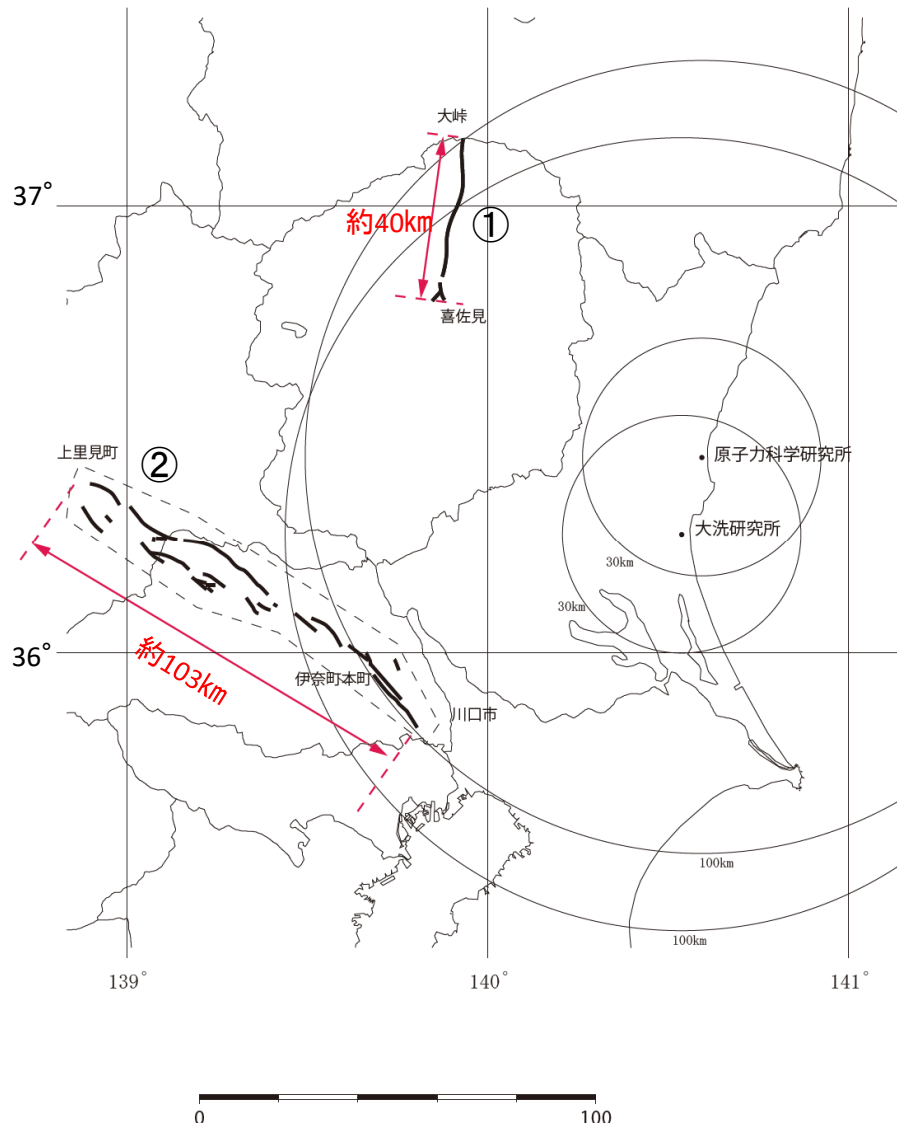 大峠
37°
約40㎞
①
喜佐見
上里見町
②
原子力科学研究所
大洗研究所
30km
30km
36°
約103㎞
伊奈町本町
川口市
100km
100km
139°
140°
141°
0
100